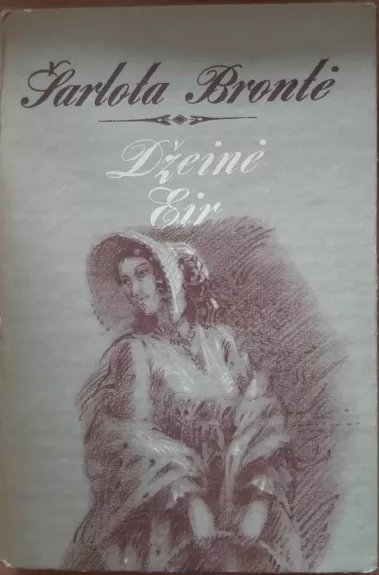 Šarlota Brontė
Džeinė
Eir